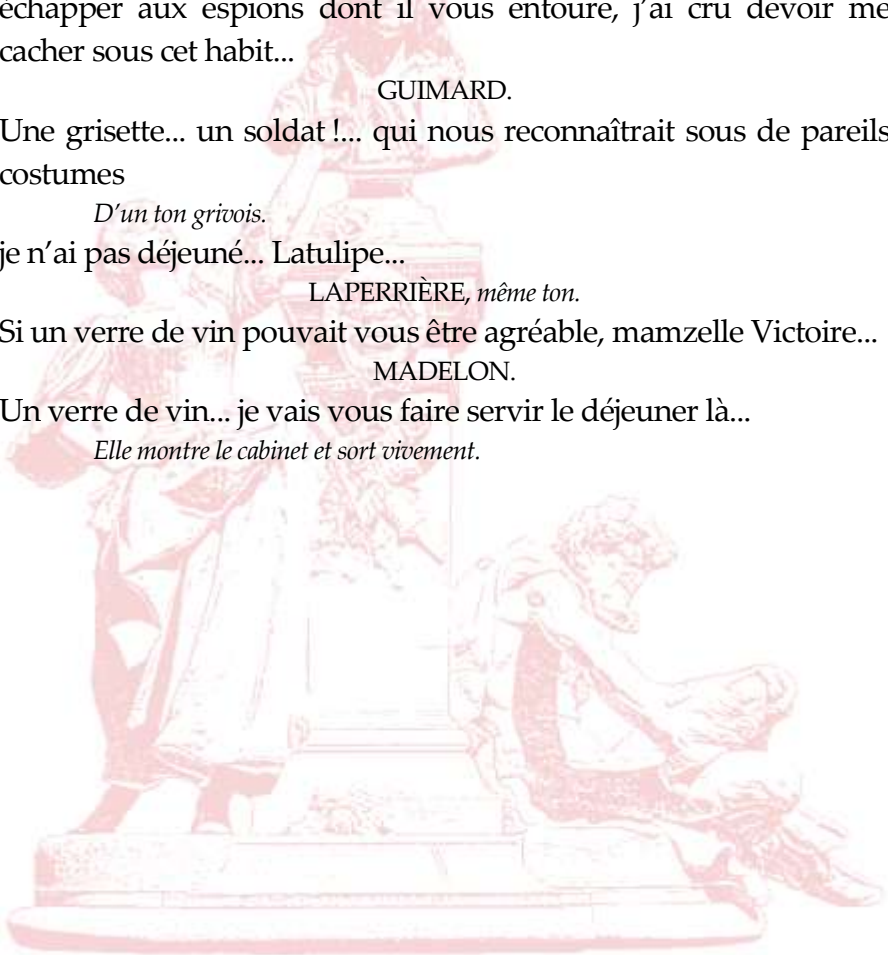 échapper aux espions dont il vous entoure, j'ai cru devoir me
cacher sous cet habit...
GUIMARD.
Une grisette... un soldat !... qui nous reconnaîtrait sous de pareils
costumes
D'un ton grivois.
je n'ai pas déjeuné... Latulipe...
LAPERRIÈRE, même ton.
Si un verre de vin pouvait vous être agréable, mamzelle Victoire...
MADELON.
Un verre de vin... je vais vous faire servir le déjeuner là...
Elle montre le cabinet et sort vivement.